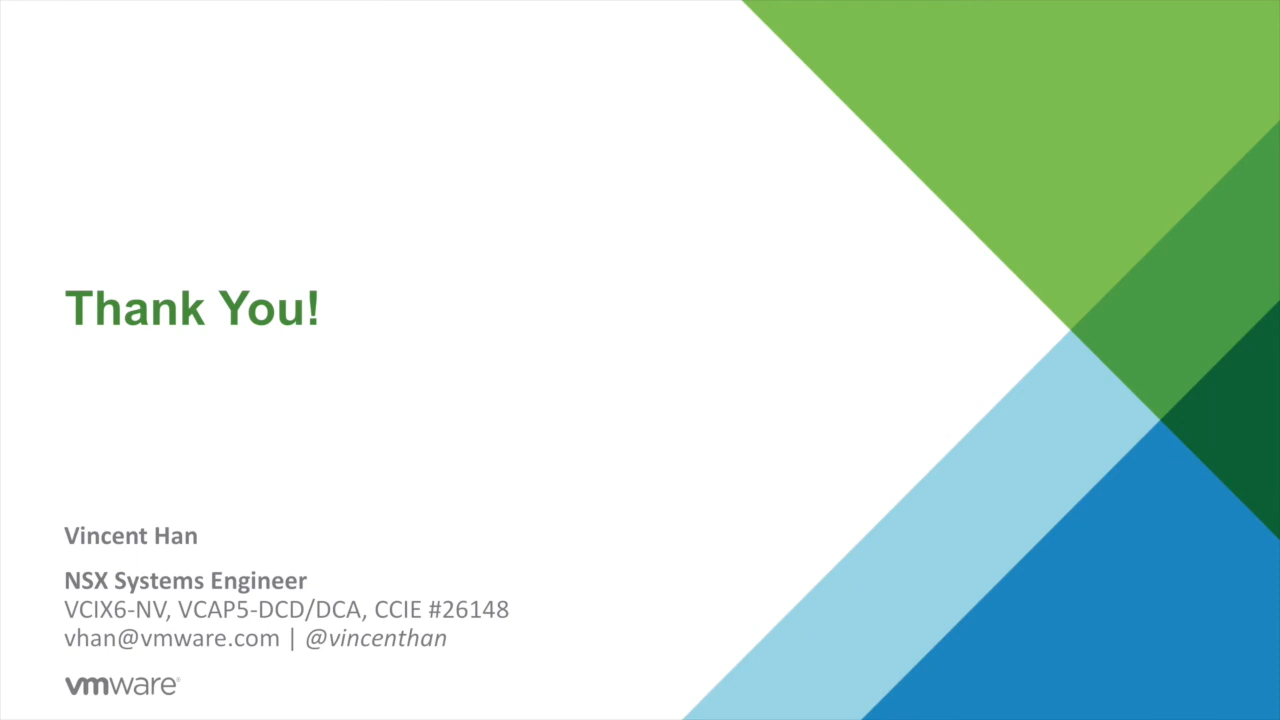 Thank You!
Vincent Han
NSX Systems Engineer
VCIX6-NV, VCAP5-DCD/DCA, CCIE #26148
vhan@vmware.com | @vincenthan
vmware®